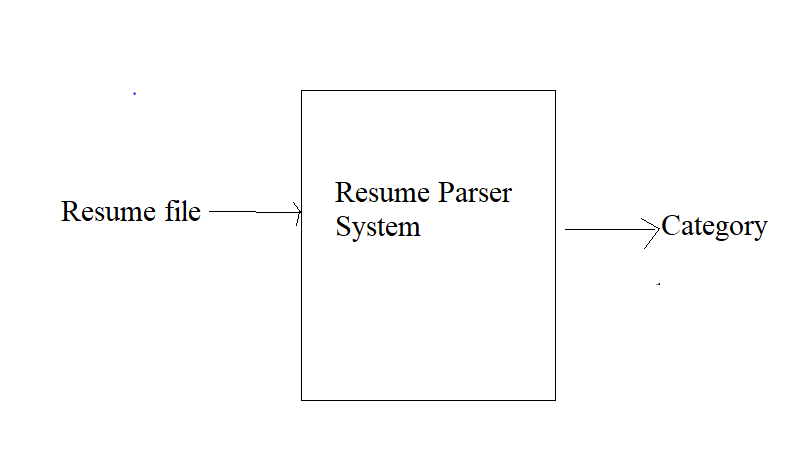 Resume file
Resume Parser
System
Category